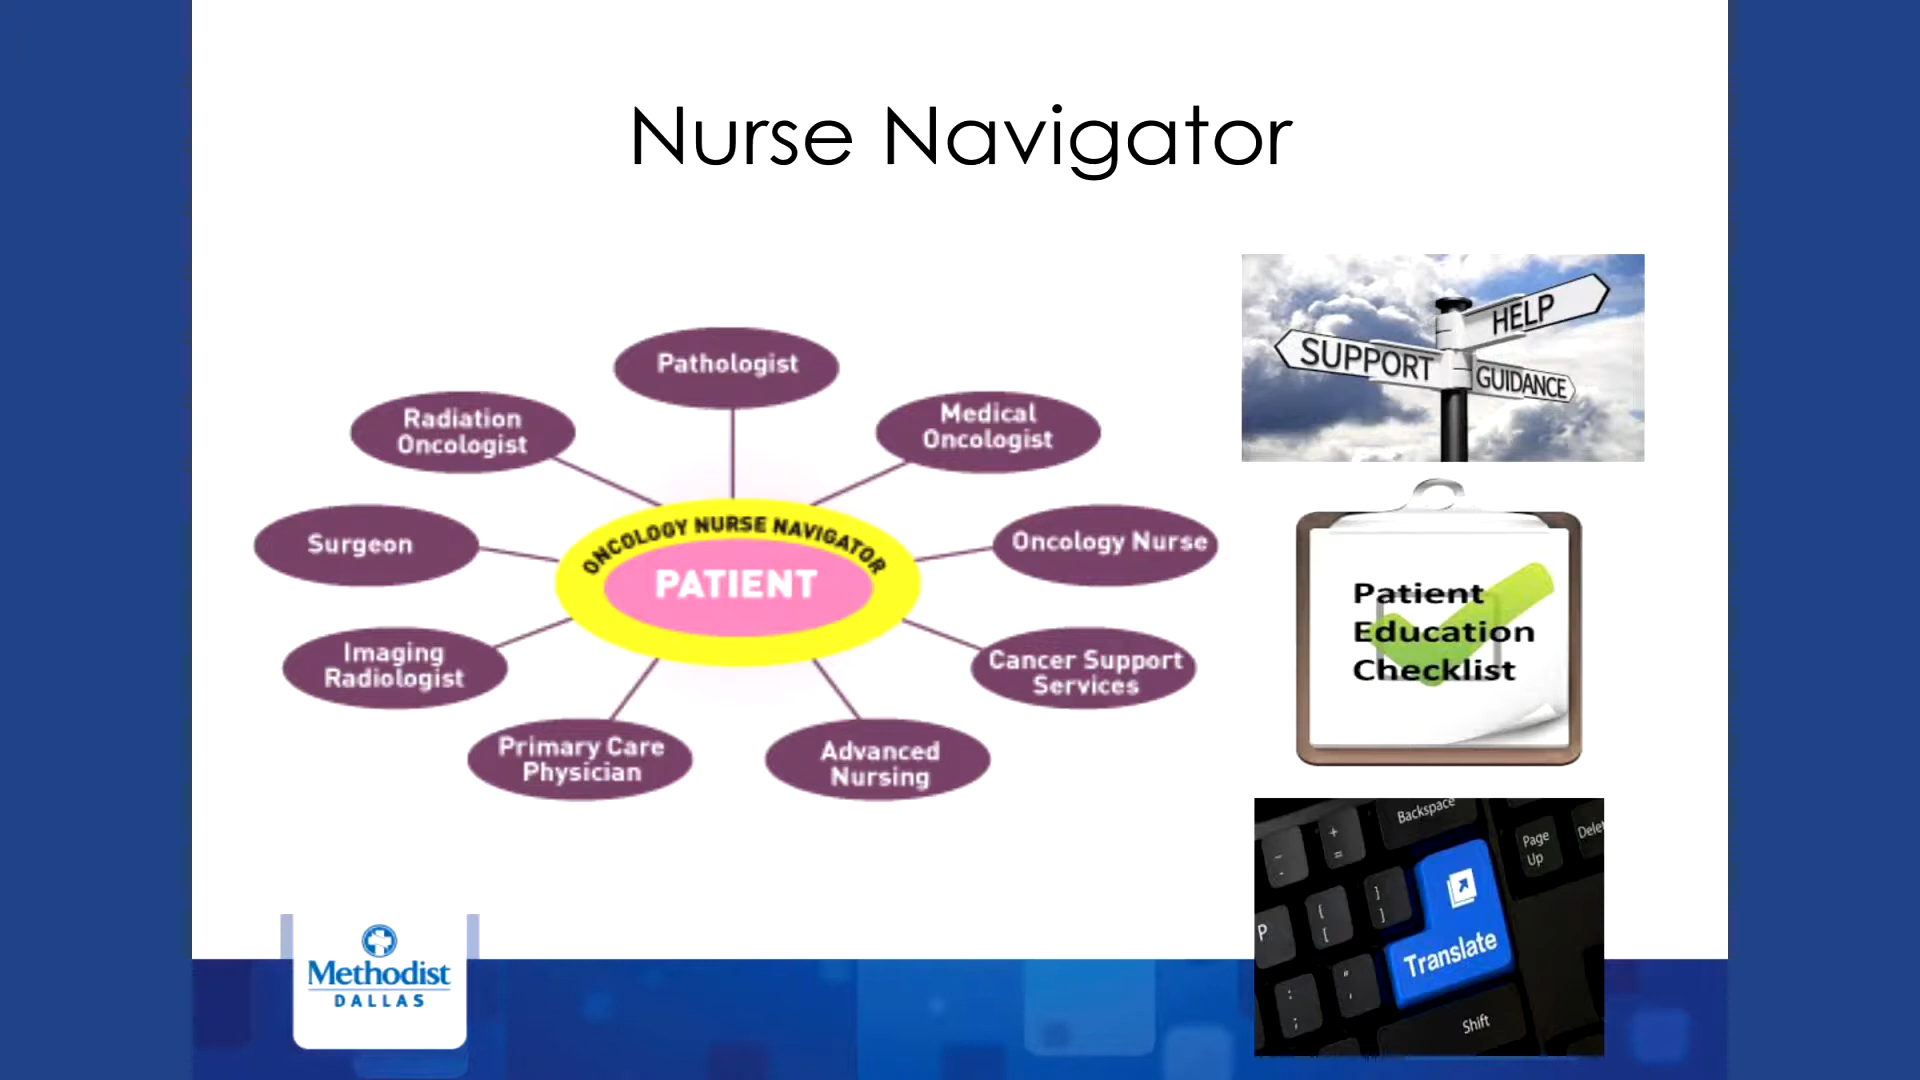 Nurse Navigator
Pathologist
Radiation
Oncologist
Medical
Oncologist
Surgeon
ONCOLOGY NURSE NAVIGATOR
PATIENT
Oncology Nurse
Imaging
Radiologist
Cancer Support
Services
Primary Care
Physician
Advanced
Nursing
HELP
SUPPORT
GUIDANCE
Patient
Education
Checklist
Backspace
+
=
-
-
Page
Up
Delet
}
]
{
[
P
Translate
"
,
:
;
Shift
Methodist
DALLAS